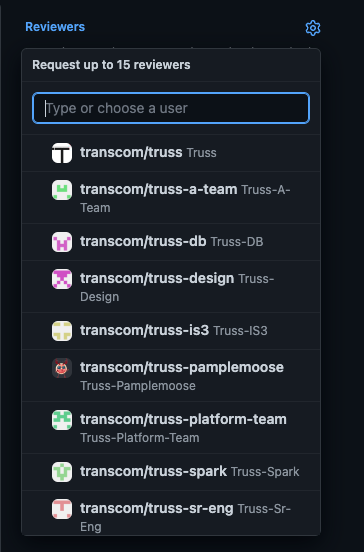 Reviewers
Request up to 15 reviewers
Type or choose a user
transcom/truss Truss
transcom/truss-a-team Truss-A-
Team
transcom/truss-db Truss-DB
transcom/truss-design Truss-
Design
transcom/truss-is3 Truss-IS3
transcom/truss-pamplemoose
Truss-Pamplemoose
transcom/truss-platform-team
Truss-Platform-Team
transcom/truss-spark Truss-Spark
transcom/truss-sr-eng Truss-Sr-
Eng